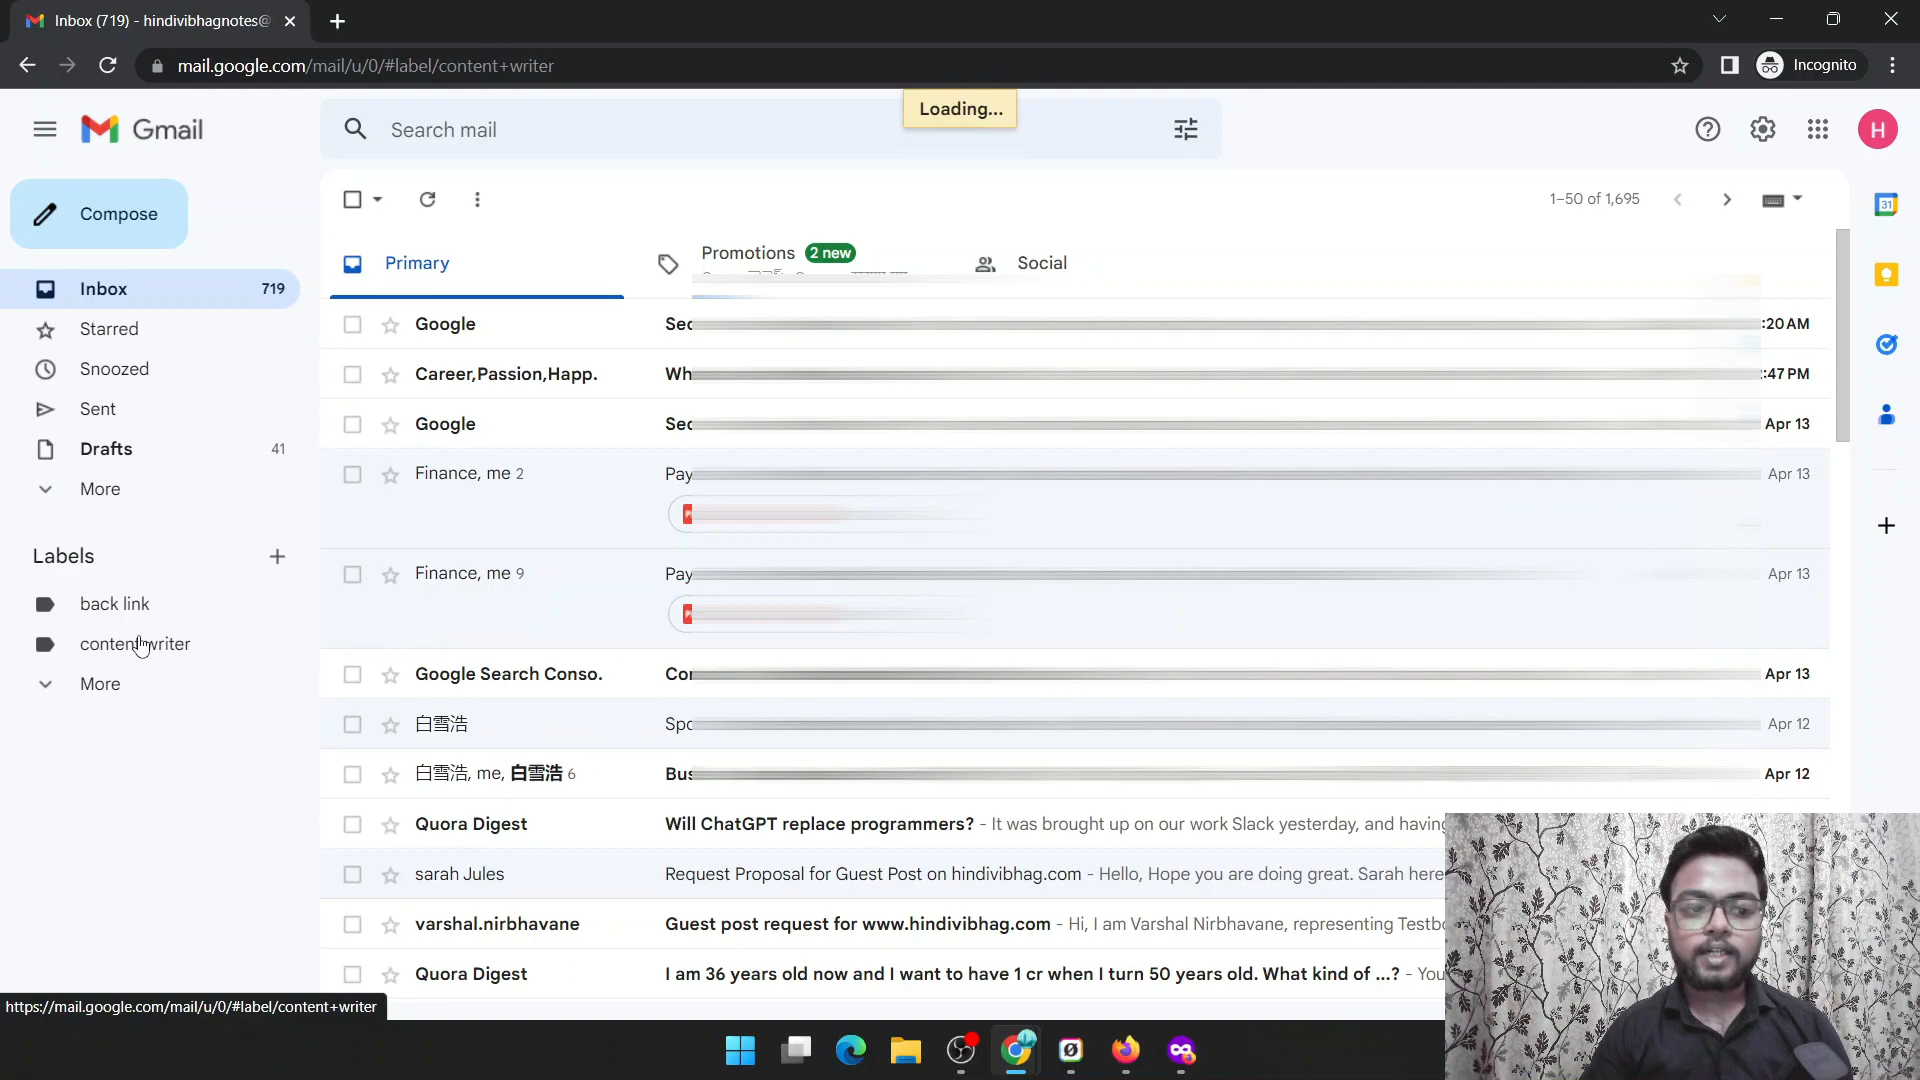 Inbox (719) - hindivibhagnotes@
mail.google.com/mail/u/0/#label/content+writer
Incognito
Loading...
Gmail
Search mail
H
Compose
1–50 of 1,695
31
Primary
Promotions 2 new
Social
Inbox 719
Google :20 AM
Starred
Career,Passion,Happ. :47 PM
Snoozed
Google Apr 13
Sent
Finance, me 2 Pay Apr 13
Drafts 41
More
Labels
Finance, me 9 Pay Apr 13
back link
content writer
Google Search Conso. Apr 13
More
白雪浩 Apr 12
白雪浩, me, 白雪浩 6 Apr 12
Quora Digest Will ChatGPT replace programmers? - It was brought up on our work Slack yesterday, and having
sarah Jules Request Proposal for Guest Post on hindivibhag.com - Hello, Hope you are doing great. Sarah here
varshal.nirbhavane Guest post request for www.hindivibhag.com - Hi, I am Varshal Nirbhavane, representing Testbo
Quora Digest I am 36 years old now and I want to have 1 cr when I turn 50 years old. What kind of ...? - You
https://mail.google.com/mail/u/0/#label/content+writer